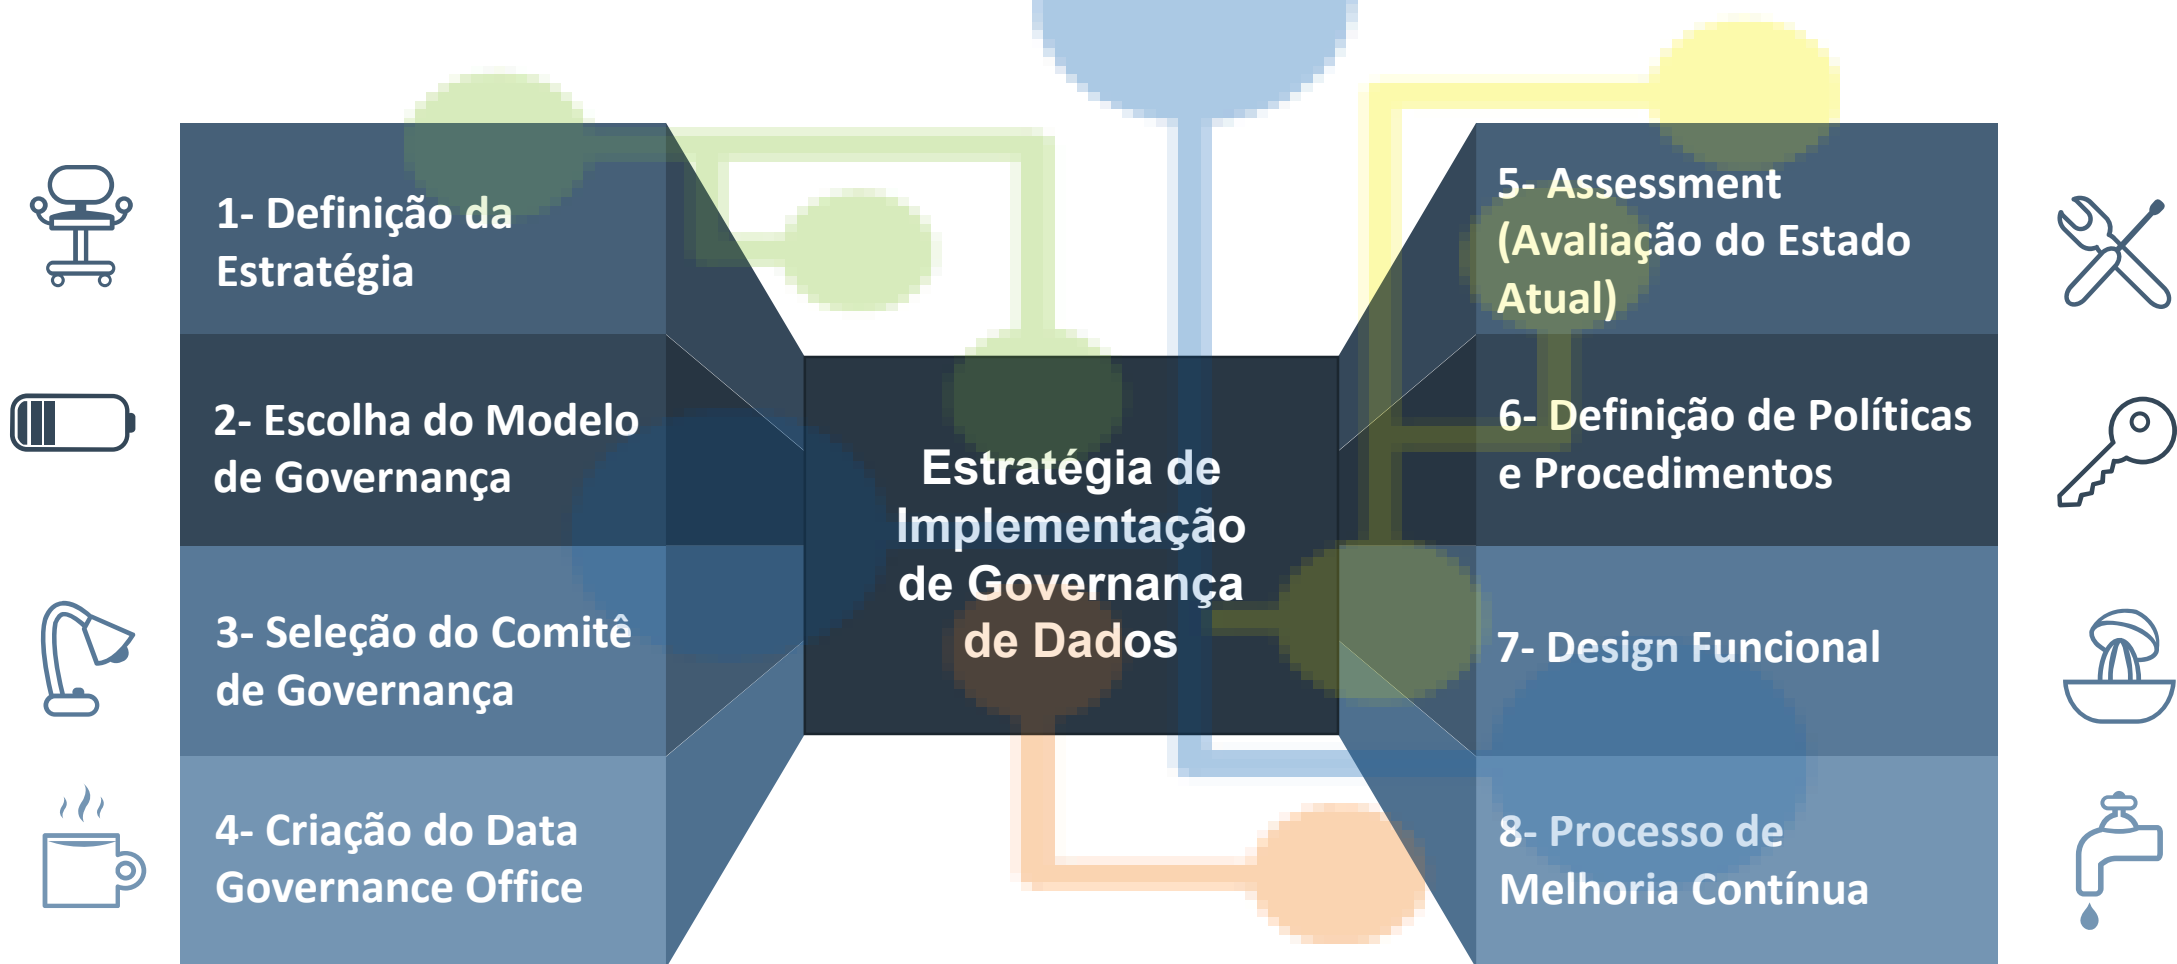 1- Definição da
Estratégia
2- Escolha do Modelo
de Governança
3- Seleção do Comitê
de Governança
4- Criação do Data
Governance Office
Estratégia de
Implementação
de Governança
de Dados
5- Assessment
(Avaliação do Estado
Atual)
6- Definição de Políticas
e Procedimentos
7- Design Funcional
8- Processo de
Melhoria Contínua